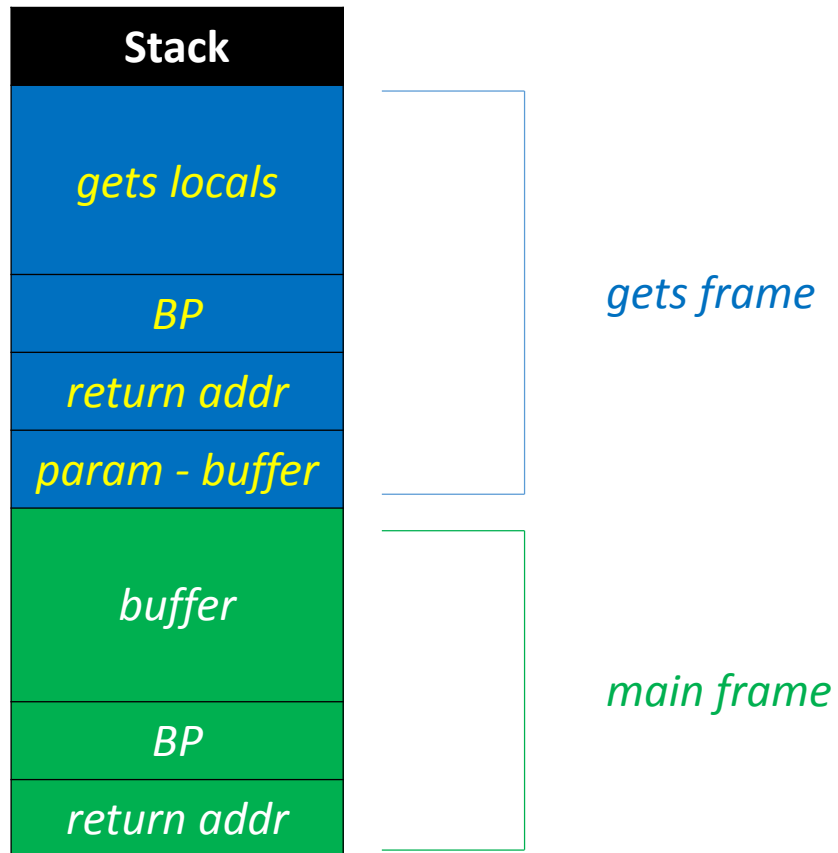 Stack
gets locals
BP
return addr
param - buffer
gets frame
buffer
BP
return addr
main frame